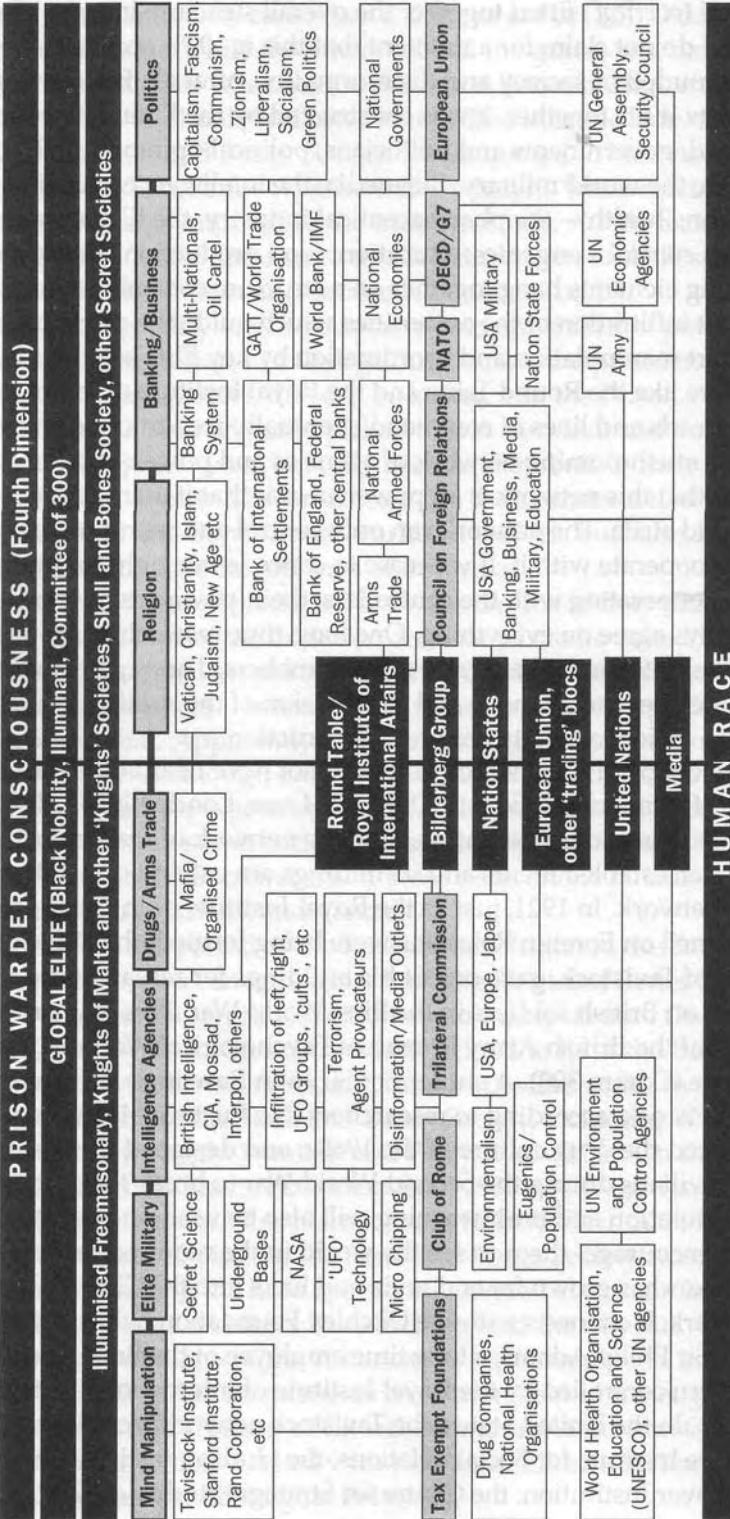 PRISON WARDER CONSCIOUSNESS (Fourth Dimension)
GLOBAL ELITE (Black Nobility, Illuminati, Committee of 300)
Illuminised Freemasonary, Knights of Malta and other Knights' Societies, Skull and Bones Society, other Secret Societies
Mind Manipulation
Elite Military
Intelligence Agencies
Drugs/Arms Trade
Religion
Banking/Business
Politics
Tavistock Institute,
Stanford Institute,
Rand Corporation,
etc
Secret Science
Underground
Bases
NASA
'UFO'
Technology
Micro Chipping
British Intelligence,
CIA, Mossad,
Interpol, others
Infiltration of left/right
UFO Groups, 'cults', etc
Terrorism,
Agent Provocateurs
Disinformation/Media Outlets
Mafia/
Organised Crime
Vatican, Christianity, Islam,
Judaism, New Age etc
Banking
System
Multi-Nationals,
Oil Cartel
Bank of International
Settlements
GATT/World Trade
Organisation
Bank of England, Federal
Reserve, other central banks
World Bank/IMF
Arms
Trade
National
Armed Forces
National
Economies
Capitalism, Fascism,
Communism,
Zionism,
Liberalism,
Socialism,
Green Politics
National
Governments
Round Table/
Royal Institute of
International Affairs
Tax Exempt Foundations
Club of Rome
Trilateral Commission
Bilderberg Group
Council on Foreign Relations
NATO
OECD/G7
European Union
Drug Companies,
National Health
Organisations
Environmentalism
USA, Europe, Japan
Nation States
USA/Government,
Banking, Business, Media,
Military, Education
US Military
Nation State Forces
Eugenics/
Population Control
European Union,
other 'trading' blocs
World Health Organisation,
Education and Science
(UNESCO), other UN agencies
UN Environment
and Population
Control Agencies
United Nations
UN
Army
UN
Economic
Agencies
UN General
Assembly,
Security Council
Media
HUMAN RACE